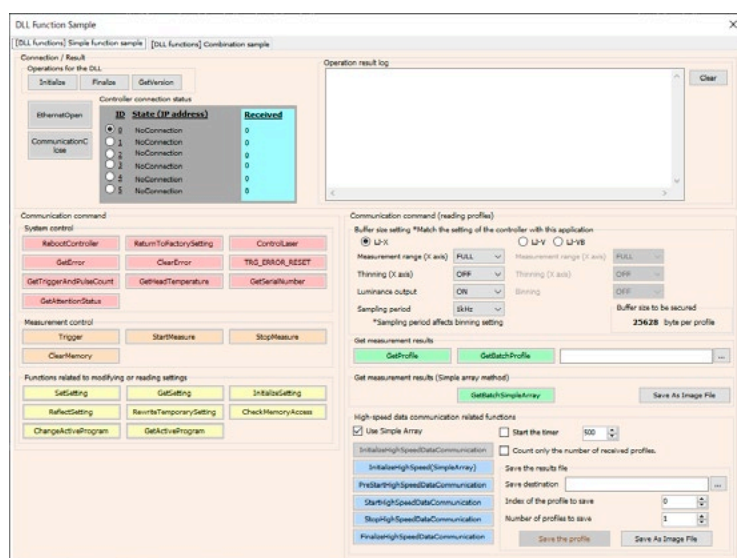 DLL Function Sample
[DLL functions] Simple function sample [DLL functions] Combination sample
Connection / Result
Operations for the DLL
Initialize Finalize GetVersion
Operation result log
Clear
EthernetOpen
CommunicationC
lose
Controller connection status
ID State (IP address) Received
0 NoConnection 0
1 NoConnection 0
2 NoConnection 0
3 NoConnection 0
4 NoConnection 0
5 NoConnection 0
Communication command
System control
RebootController ReturnToFactorySetting ControlLaser
GetError ClearError TRG_ERROR_RESET
GetTriggerAndPulseCount GetHeadTemperature GetSerialNumber
GetAttentionStatus
Measurement control
Trigger StartMeasure StopMeasure
ClearMemory
Functions related to modifying or reading settings
SetSetting GetSetting InitializeSetting
ReflectSetting RewriteTemporarySetting CheckMemoryAccess
ChangeActiveProgram GetActiveProgram
Communication command (reading profiles)
Buffer size setting *Match the setting of the controller with this application
LJ-X LJ-V LJ-VB
Measurement range (X axis) FULL Measurement range (X axis) FULL
Thinning (X axis) OFF Thinning (X axis) OFF
Luminance output ON Binning OFF
Sampling period 1kHz
*Sampling period affects binning setting
Buffer size to be secured
25628 byte per profile
Get measurement results
GetProfile GetBatchProfile ...
Get measurement results (Simple array method)
GetBatchSimpleArray Save As Image File
High-speed data communication related functions
Use Simple Array Start the timer 500
InitializeHighSpeedDataCommunication Count only the number of received profiles.
InitializeHighSpeed(SimpleArray)
PreStartHighSpeedDataCommunication
StartHighSpeedDataCommunication
StopHighSpeedDataCommunication
FinalizeHighSpeedDataCommunication
Save the results file
Save destination ...
Index of the profile to save 0
Number of profiles to save 1
Save the profile Save As Image File